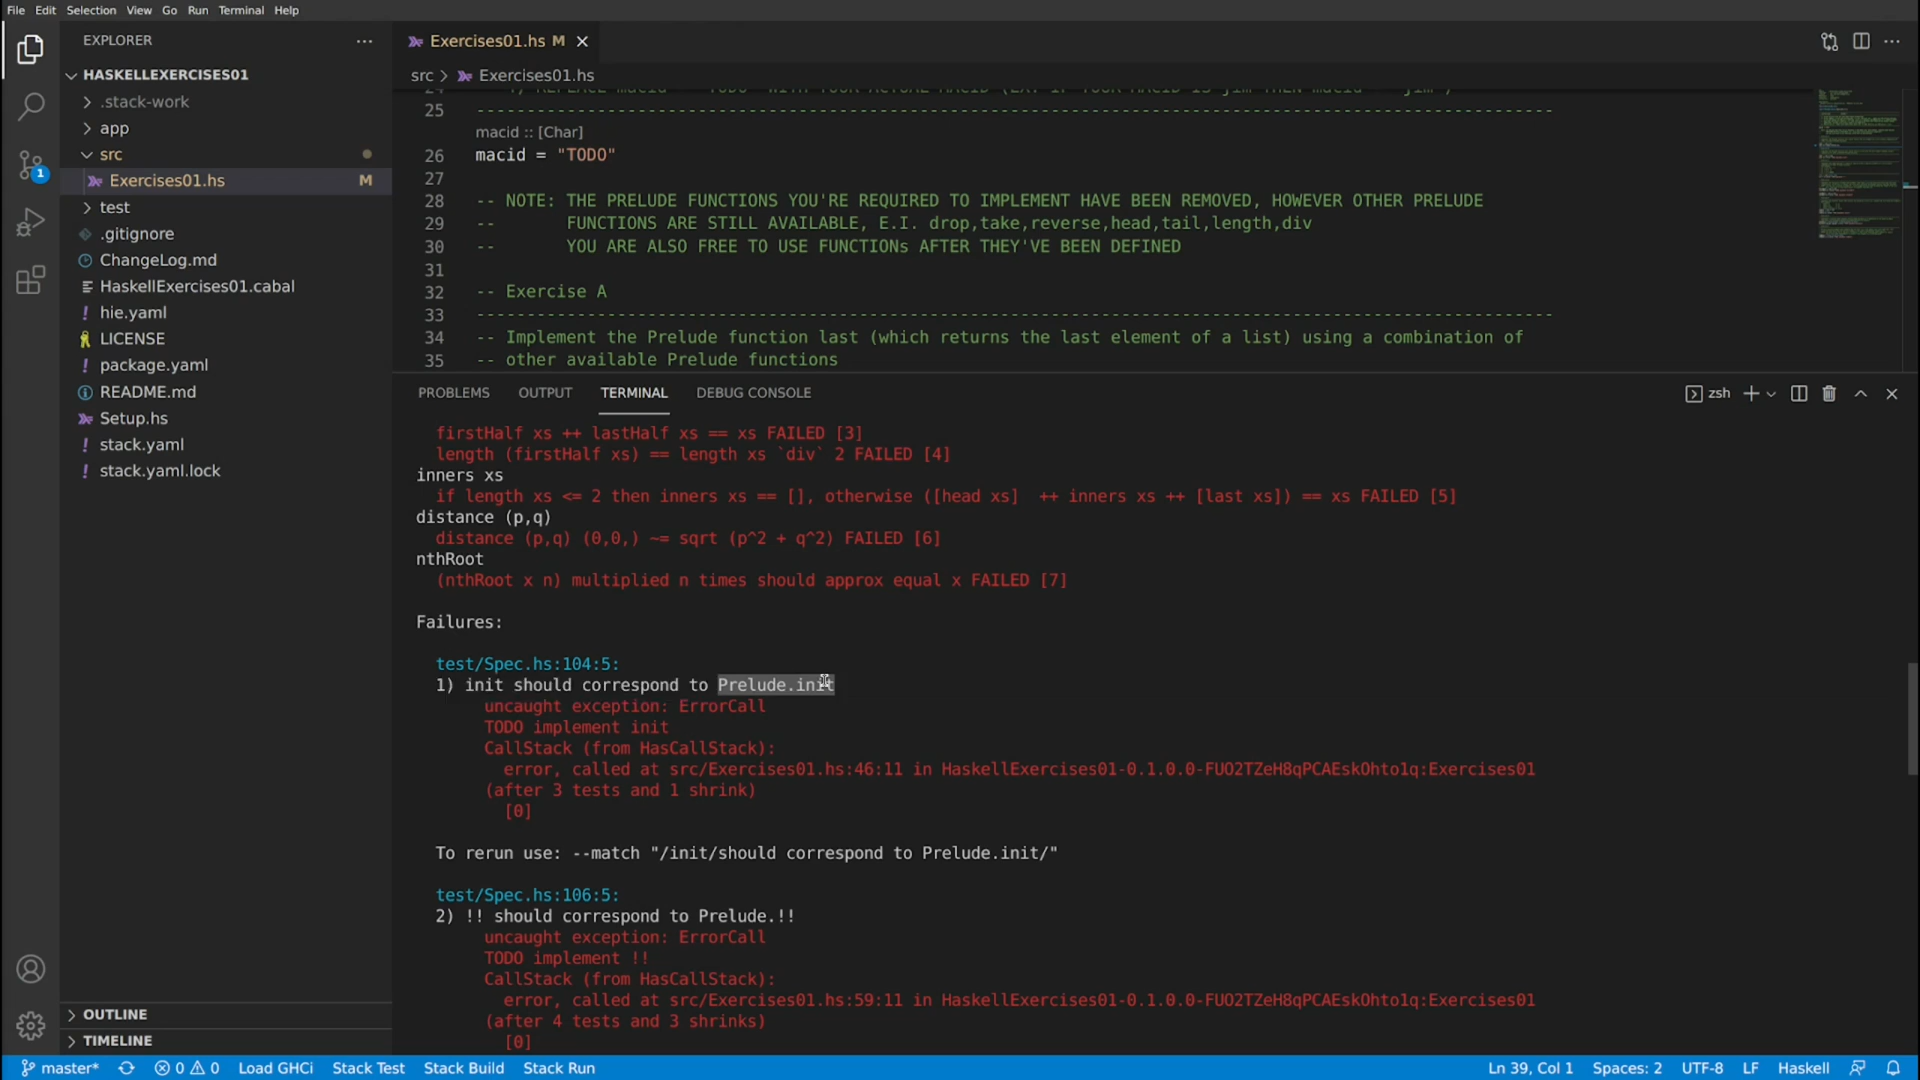 File Edit Selection View Go Run Terminal Help
EXPLORER
HASKELLEXERCISES01
.stack-work
app
src
Exercises01.hs M
test
.gitignore
ChangeLog.md
HaskellExercises01.cabal
hie.yaml
LICENSE
package.yaml
README.md
Setup.hs
stack.yaml
stack.yaml.lock
OUTLINE
TIMELINE
1
Exercises01.hs M
src > Exercises01.hs
25 ------------------------------------------------------------------------------------------------------------
macid :: [Char]
26 macid = "TODO"
27
28 -- NOTE: THE PRELUDE FUNCTIONS YOU'RE REQUIRED TO IMPLEMENT HAVE BEEN REMOVED, HOWEVER OTHER PRELUDE
29 -- FUNCTIONS ARE STILL AVAILABLE, E.I. drop,take,reverse,head,tail,length,div
30 -- YOU ARE ALSO FREE TO USE FUNCTIONs AFTER THEY'VE BEEN DEFINED
31
32 -- Exercise A
33 ------------------------------------------------------------------------------------------------------------
34 -- Implement the Prelude function last (which returns the last element of a list) using a combination of
35 -- other available Prelude functions
PROBLEMS OUTPUT TERMINAL DEBUG CONSOLE
zsh
firstHalf xs ++ lastHalf xs == xs FAILED [3]
length (firstHalf xs) == length xs `div` 2 FAILED [4]
inners xs
if length xs <= 2 then inners xs == [], otherwise ([head xs]  ++ inners xs ++ [last xs]) == xs FAILED [5]
distance (p,q)
distance (p,q) (0,0,) ~= sqrt (p^2 + q^2) FAILED [6]
nthRoot
(nthRoot x n) multiplied n times should approx equal x FAILED [7]
Failures:
test/Spec.hs:104:5:
1) init should correspond to Prelude.init
uncaught exception: ErrorCall
TODO implement init
CallStack (from HasCallStack):
error, called at src/Exercises01.hs:46:11 in HaskellExercises01-0.1.0.0-FUO2TZeH8qPCAEskOhto1q:Exercises01
(after 3 tests and 1 shrink)
[0]
To rerun use: --match "/init/should correspond to Prelude.init/"
test/Spec.hs:106:5:
2) !! should correspond to Prelude.!!
uncaught exception: ErrorCall
TODO implement !!
CallStack (from HasCallStack):
error, called at src/Exercises01.hs:59:11 in HaskellExercises01-0.1.0.0-FUO2TZeH8qPCAEskOhto1q:Exercises01
(after 4 tests and 3 shrinks)
[0]
master* 0 0 Load GHCi Stack Test Stack Build Stack Run Ln 39, Col 1 Spaces: 2 UTF-8 LF Haskell